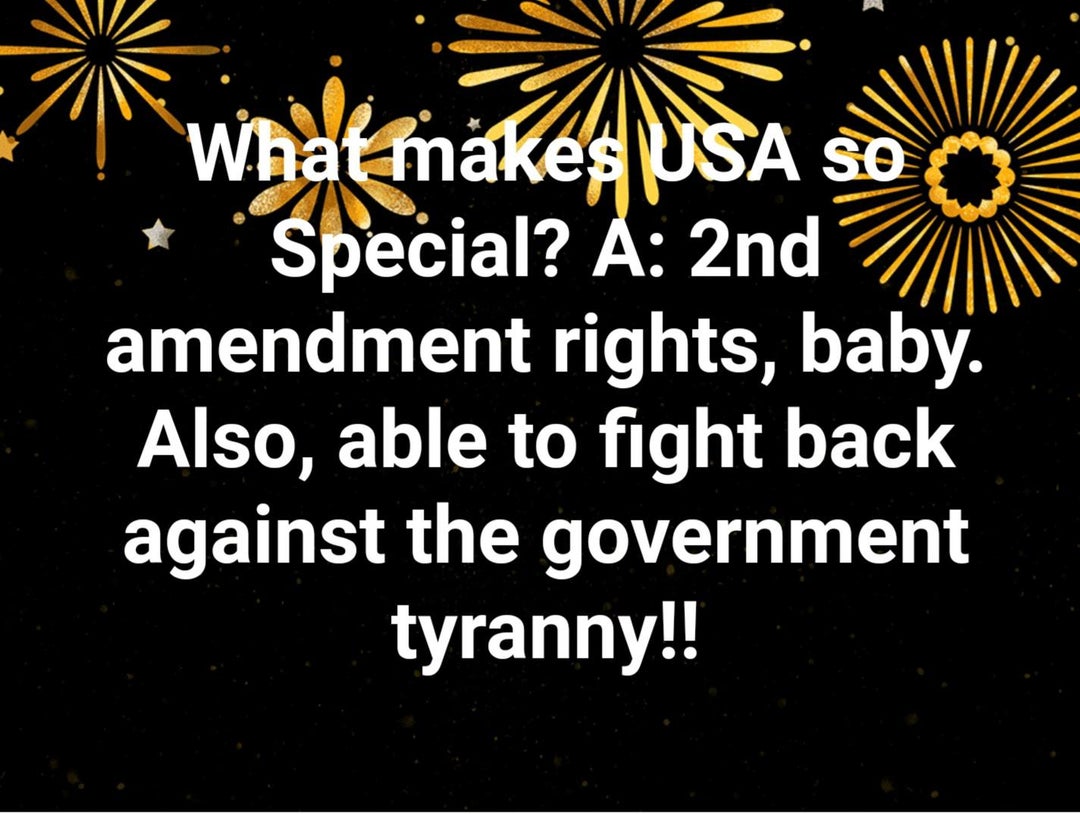 What makes USA so
Special? A: 2nd
amendment rights, baby.
Also, able to fight back
against the government
tyranny!!